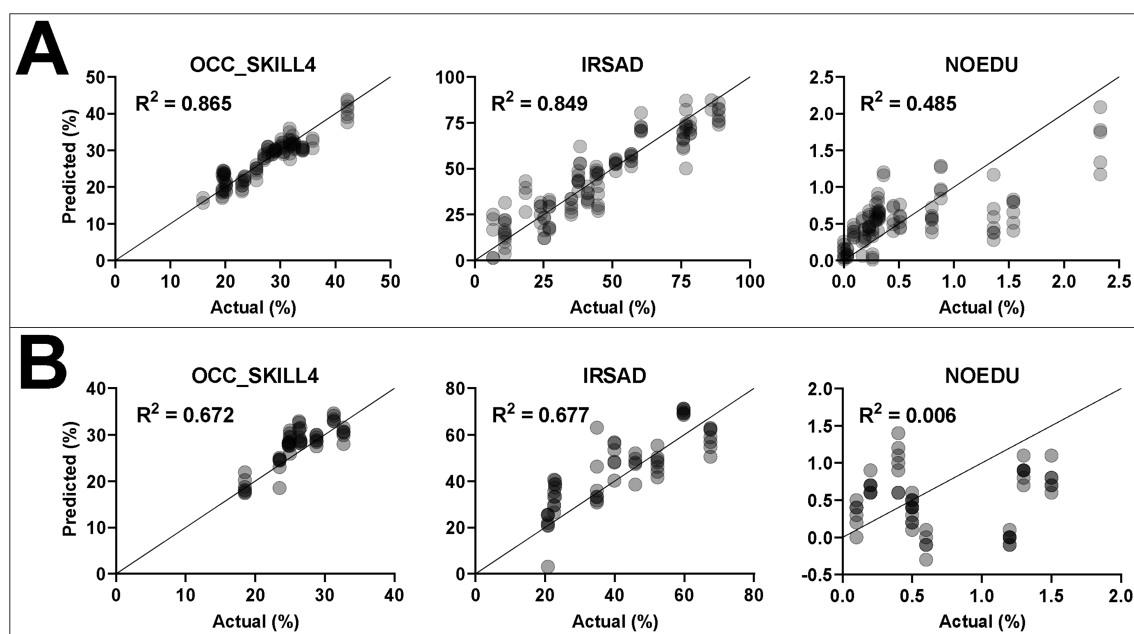 A
OCC_SKILL4
R² = 0.865
Predicted (%)
50
40
30
20
10
0
0 10 20 30 40 50
Actual (%)
IRSAD
R² = 0.849
100
75
50
25
0
0 25 50 75 100
Actual (%)
NOEDU
R² = 0.485
2.5
2.0
1.5
1.0
0.5
0.0
0.0 0.5 1.0 1.5 2.0 2.5
Actual (%)
B
OCC_SKILL4
R² = 0.672
Predicted (%)
40
30
20
10
0
0 10 20 30 40
Actual (%)
IRSAD
R² = 0.677
80
60
40
20
0
0 20 40 60 80
Actual (%)
NOEDU
R² = 0.006
2.0
1.5
1.0
0.5
0.0
-0.5
0.0 0.5 1.0 1.5 2.0
Actual (%)